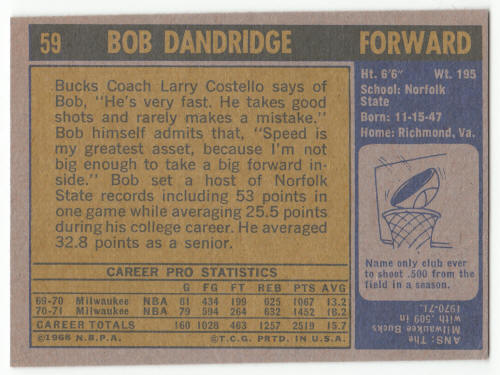 59 BOB DANDRIDGE FORWARD
Bucks Coach Larry Costello says of
Bob, "He's very fast. He takes good
shots and rarely makes a mistake."
Bob himself admits that, "Speed is
my greatest asset, because I'm not
big enough to take a big forward in-
side." Bob set a host of Norfolk
State records including 53 points in
one game while averaging 25.5 points
during his college career. He averaged
32.8 points as a senior.
CAREER PRO STATISTICS
G FG FT REB PTS AVG
69-70 Milwaukee NBA 81 434 199 625 1067 13.2
70-71 Milwaukee NBA 79 594 264 632 1452 18.2
CAREER TOTALS 160 1028 463 1257 2519 15.7
©1968 N.B.P.A. ©T.C.G. PRTD. IN U.S.A.
Ht. 6'6" Wt. 195
School: Norfolk
State
Born: 11-15-47
Home: Richmond, Va.
Name only club ever
to shoot .500 from the
field in a season.
ANS: The
Milwaukee Bucks
with .509 in
1970-71.